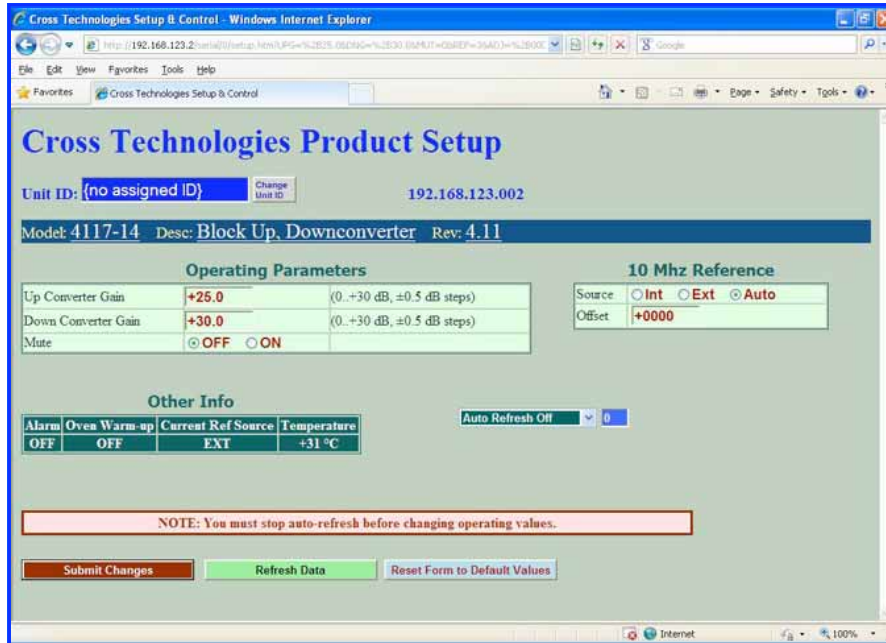 Cross Technologies Setup & Control - Windows Internet Explorer
File Edit View Favorites Tools Help
Favorites Cross Technologies Setup & Control Page Safety Tools
Google
Cross Technologies Product Setup
Unit ID: {no assigned ID} Change Unit ID 192.168.123.002
Model: 4117-14 Desc: Block Up, Downconverter Rev: 4.11
Operating Parameters
Up Converter Gain +25.0 (0..+30 dB, ±0.5 dB steps)
Down Converter Gain +30.0 (0..+30 dB, ±0.5 dB steps)
Mute OFF ON
10 Mhz Reference
Source Int Ext Auto
Offset +0000
Other Info
Alarm Oven Warm-up Current Ref Source Temperature
OFF OFF EXT +31 °C
Auto Refresh Off 0
NOTE: You must stop auto-refresh before changing operating values.
Submit Changes Refresh Data Reset Form to Default Values
Internet 100%